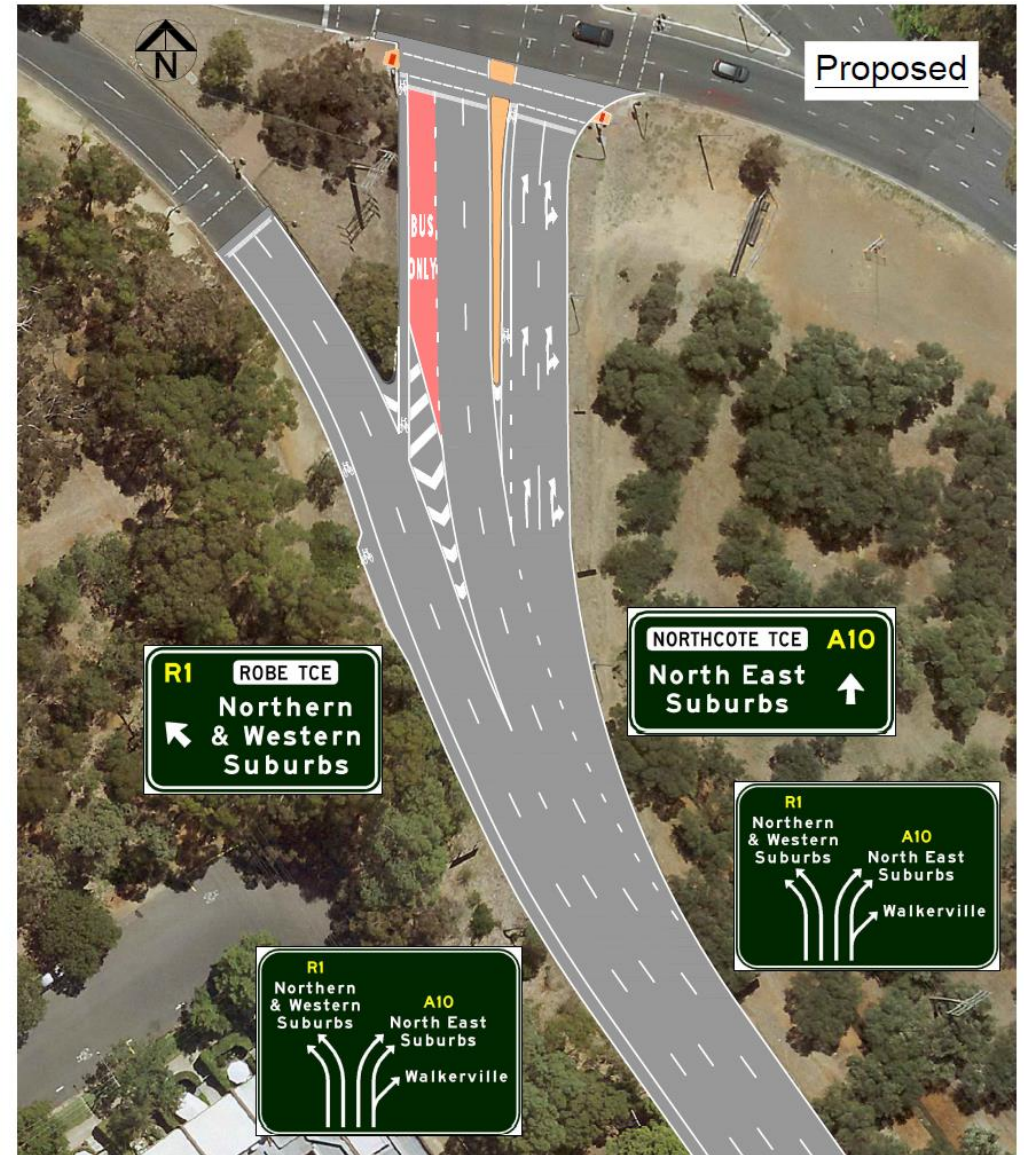 N
Proposed
BUS
ONLY
R1 ROBE TCE
Northern
& Western
Suburbs
NORTHCOTE TCE A10
North East
Suburbs
R1
Northern
& Western
Suburbs
A10
North East
Suburbs
Walkerville
R1
Northern
& Western
Suburbs
A10
North East
Suburbs
Walkerville